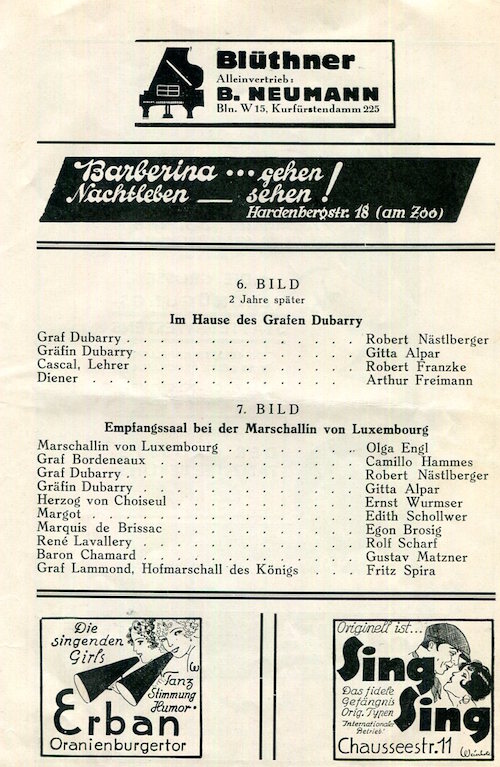 Blüthner
Alleinvertrieb:
B. NEUMANN
Bln. W 15, Kurfürstendamm 225
Barberina ... gehen
Nachtleben — sehen!
Hardenbergstr. 18 (am Zoo)
6. BILD
2 Jahre später
Im Hause des Grafen Dubarry
Graf Dubarry . . . . . . . . . . . . Robert Nästlberger
Gräfin Dubarry . . . . . . . . . . . . Gitta Alpar
Cascal, Lehrer . . . . . . . . . . . . Robert Franzke
Diener . . . . . . . . . . . . Arthur Freimann
7. BILD
Empfangssaal bei der Marschallin von Luxembourg
Marschallin von Luxembourg . . . . . . . . Olga Engl
Graf Bordeneaux . . . . . . . . . . . . Camillo Hammes
Graf Dubarry . . . . . . . . . . . . Robert Nästlberger
Gräfin Dubarry . . . . . . . . . . . . Gitta Alpar
Herzog von Choiseul . . . . . . . . . . Ernst Wurmser
Margot . . . . . . . . . . . . Edith Schollwer
Marquis de Brissac . . . . . . . . . . Egon Brosig
René Lavallery . . . . . . . . . . . . Rolf Scharf
Baron Chamard . . . . . . . . . . . . Gustav Matzner
Graf Lammond, Hofmarschall des Königs . . . Fritz Spira
Die
singenden
Girls
Tanz
Stimmung
Humor
Erban
Oranienburgertor
Originell ist...
Sing
Sing
Das fidele
Gefängnis
Orig. Typen
Internationaler
Betrieb
Chausseestr. 11